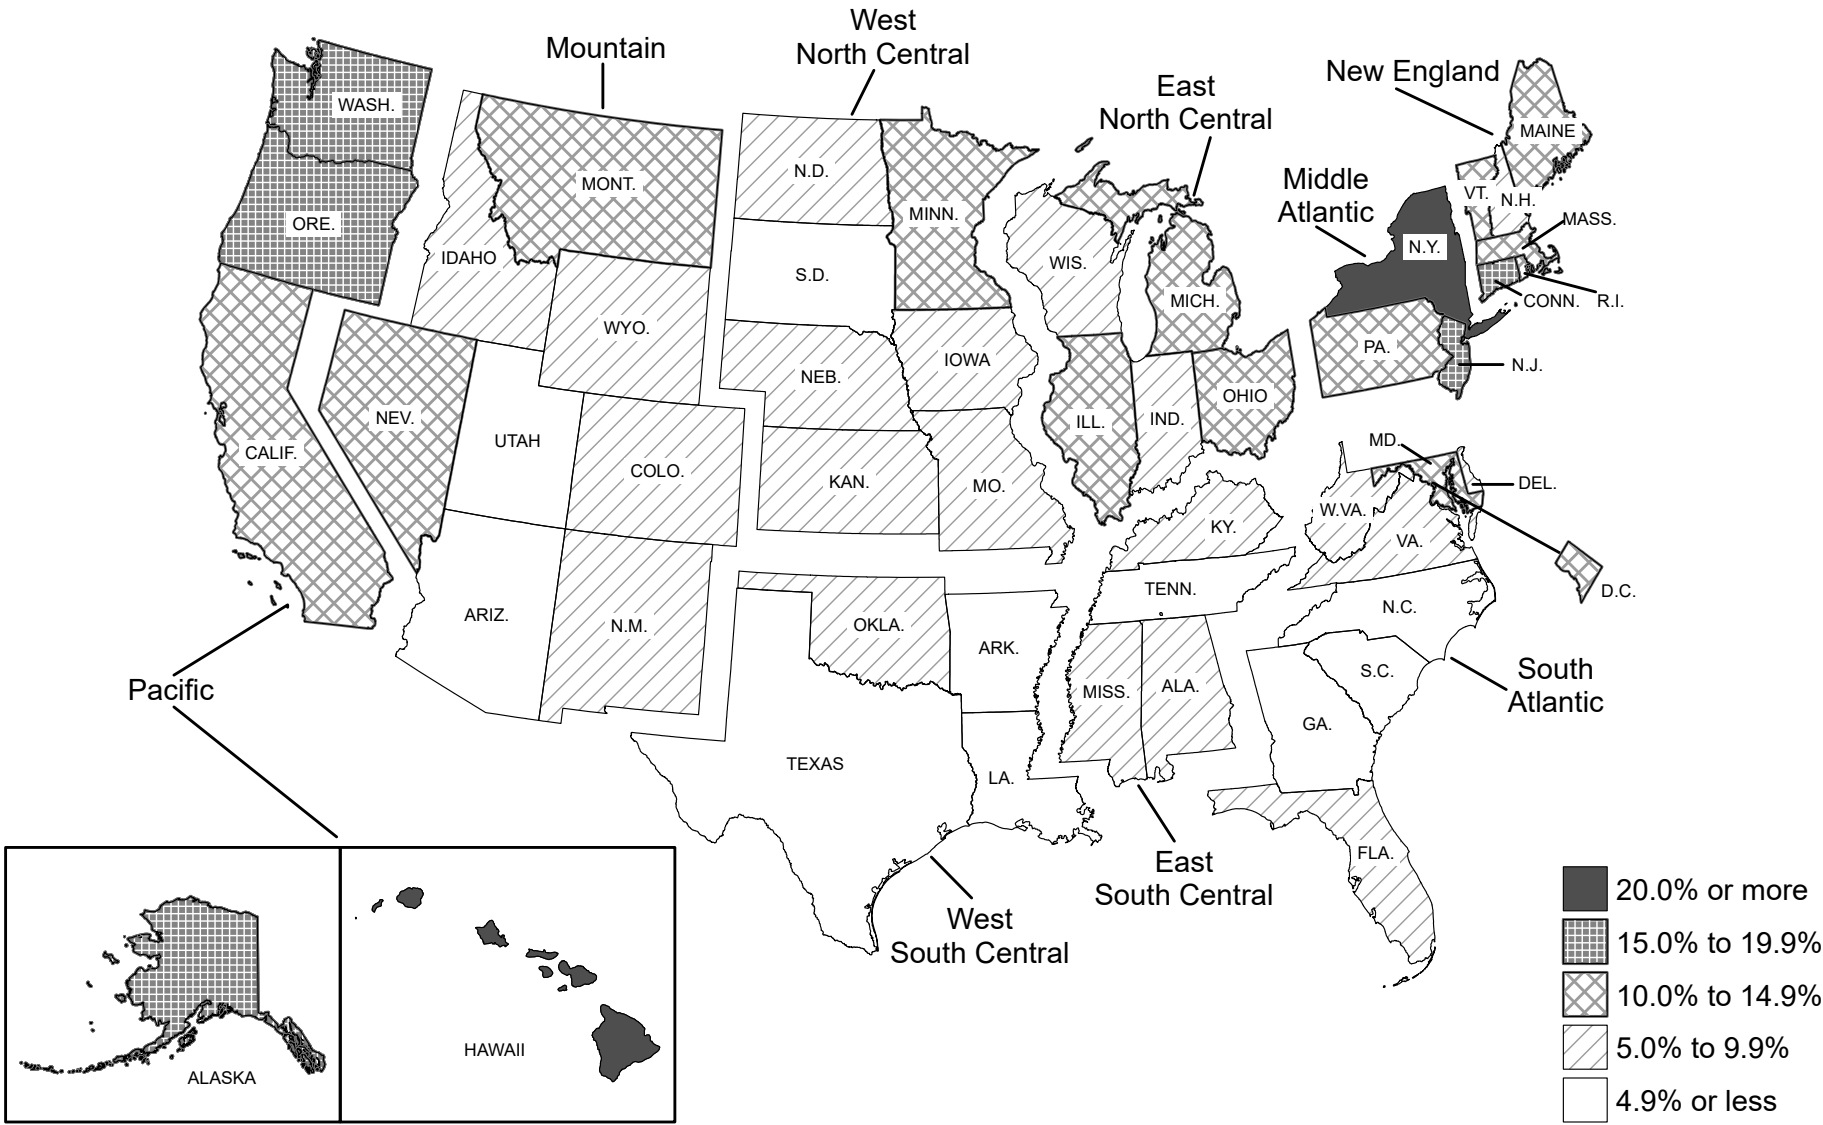 West
North Central
Mountain
New England
East
North Central
WASH.
MAINE
MONT.
N.D.
Middle
Atlantic
VT.
N.H.
MINN.
MASS.
ORE.
N.Y.
IDAHO
S.D.
WIS.
MICH.
CONN.
R.I.
WYO.
PA.
IOWA
N.J.
NEB.
OHIO
NEV.
ILL.
IND.
UTAH
MD.
CALIF.
COLO.
KAN.
MO.
DEL.
W.VA.
KY.
VA.
TENN.
D.C.
N.C.
ARIZ.
N.M.
OKLA.
ARK.
S.C.
South
Atlantic
Pacific
MISS.
ALA.
GA.
TEXAS
LA.
FLA.
East
South Central
West
South Central
20.0% or more
15.0% to 19.9%
10.0% to 14.9%
5.0% to 9.9%
4.9% or less
HAWAII
ALASKA